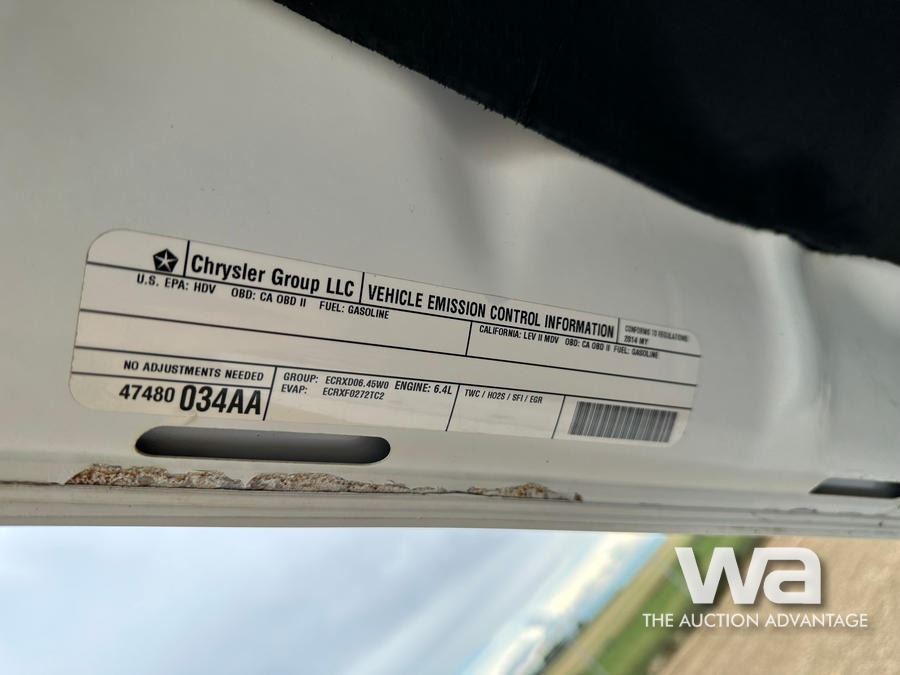 Chrysler Group LLC
VEHICLE EMISSION CONTROL INFORMATION
CONFORMS TO REGULATIONS:
2014 MY
U.S. EPA: HDV OBD: CA OBD II FUEL: GASOLINE
CALIFORNIA: LEV II MDV OBD: CA OBD II FUEL: GASOLINE
NO ADJUSTMENTS NEEDED
47480 034AA
GROUP: ECRXD06.45W0 ENGINE: 6.4L
EVAP: ECRXF0272TC2
TWC / HO2S / SFI / EGR
wa
THE AUCTION ADVANTAGE